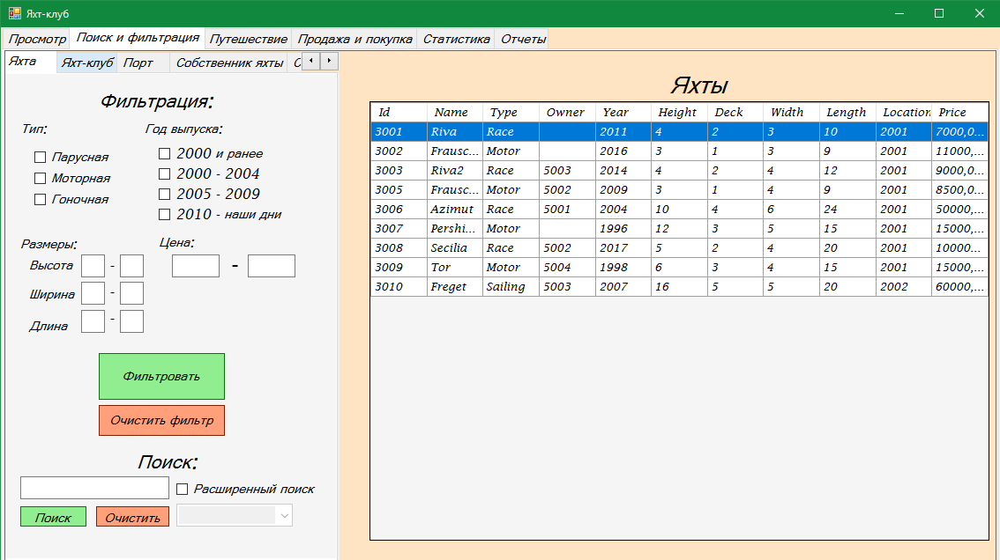 Яхт-клуб
Просмотр Поиск и фильтрация Путешествие Продажа и покупка Статистика Отчеты
Яхта Яхт-клуб Порт Собственник яхты С
Фильтрация:
Тип: Год выпуска:
Парусная
Моторная
Гоночная
2000 и ранее
2000 - 2004
2005 - 2009
2010 - наши дни
Размеры: Цена:
Высота - -
Ширина -
Длина -
Фильтровать
Очистить фильтр
Поиск:
Расширенный поиск
Поиск Очистить
Яхты
Id Name Type Owner Year Height Deck Width Length Location Price
3001 Riva Race 2011 4 2 3 10 2001 7000,0...
3002 Frausc... Motor 2016 3 1 3 9 2001 11000,...
3003 Riva2 Race 5003 2014 4 2 4 12 2001 9000,0...
3005 Frausc... Motor 5002 2009 3 1 4 9 2001 8500,0...
3006 Azimut Race 5001 2004 10 4 6 24 2001 50000,...
3007 Pershi... Motor 1996 12 3 5 15 2001 15000,...
3008 Secilia Race 5002 2017 5 2 4 20 2001 10000...
3009 Tor Motor 5004 1998 6 3 4 15 2001 15000,...
3010 Freget Sailing 5003 2007 16 5 5 20 2002 60000,...